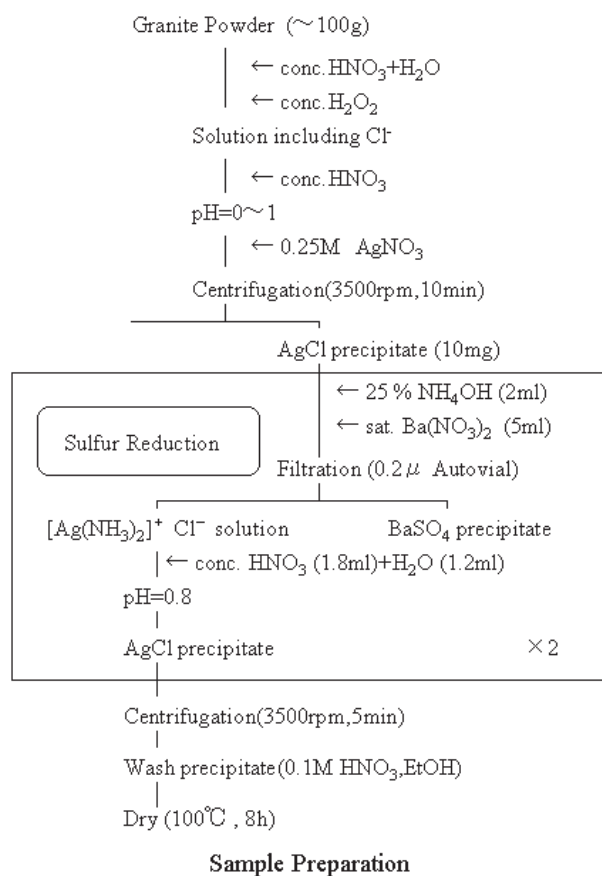 Granite Powder (～100g)
← conc.HNO₃+H₂O
← conc.H₂O₂
Solution including Cl⁻
← conc.HNO₃
pH=0～1
← 0.25M AgNO₃
Centrifugation(3500rpm,10min)
AgCl precipitate (10mg)
← 25 % NH₄OH (2ml)
← sat. Ba(NO₃)₂ (5ml)
Sulfur Reduction
Filtration (0.2μ Autovial)
[Ag(NH₃)₂]⁺ Cl⁻ solution BaSO₄ precipitate
← conc. HNO₃ (1.8ml)+H₂O (1.2ml)
pH=0.8
AgCl precipitate ×2
Centrifugation(3500rpm,5min)
Wash precipitate(0.1M HNO₃,EtOH)
Dry (100℃ , 8h)
Sample Preparation